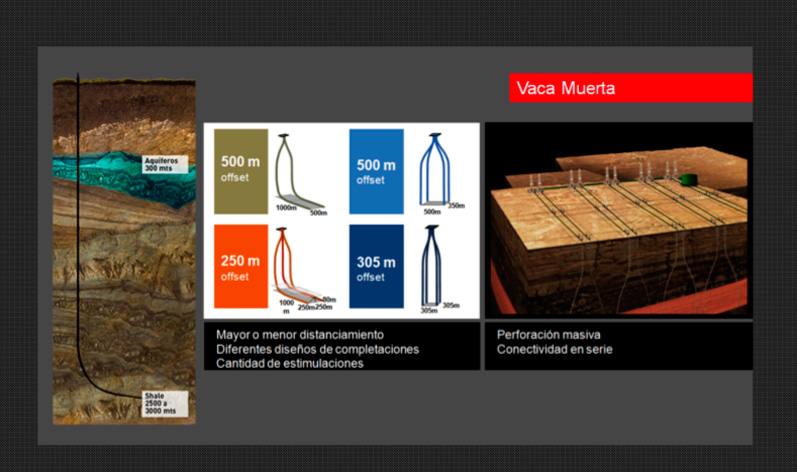 Vaca Muerta
Aquíferos
300 mts
Shale
2500 a
3000 mts
500 m
offset
1000m
500m
500 m
offset
500m
350m
250 m
offset
1000
m
250m
250m
80m
305 m
offset
305m
305m
Mayor o menor distanciamiento
Diferentes diseños de completaciones
Cantidad de estimulaciones
Perforación masiva
Conectividad en serie